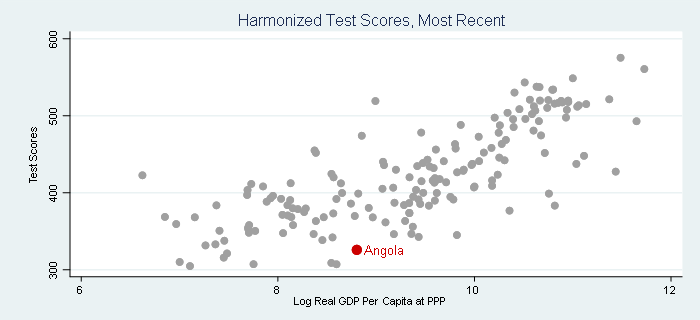 Harmonized Test Scores, Most Recent
600
500
400
300
Test Scores
Angola
6
8
10
12
Log Real GDP Per Capita at PPP